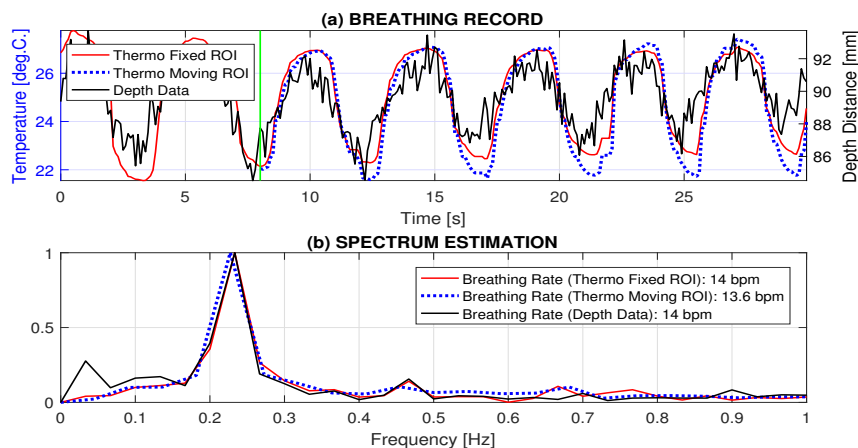 (a) BREATHING RECORD
Temperature [deg.C.]
26
24
22
Thermo Fixed ROI
Thermo Moving ROI
Depth Data
92
90
88
86
Depth Distance [mm]
0 5 10 15 20 25
Time [s]
(b) SPECTRUM ESTIMATION
1
0.5
0
Breathing Rate (Thermo Fixed ROI): 14 bpm
Breathing Rate (Thermo Moving ROI): 13.6 bpm
Breathing Rate (Depth Data): 14 bpm
0 0.1 0.2 0.3 0.4 0.5 0.6 0.7 0.8 0.9 1
Frequency [Hz]